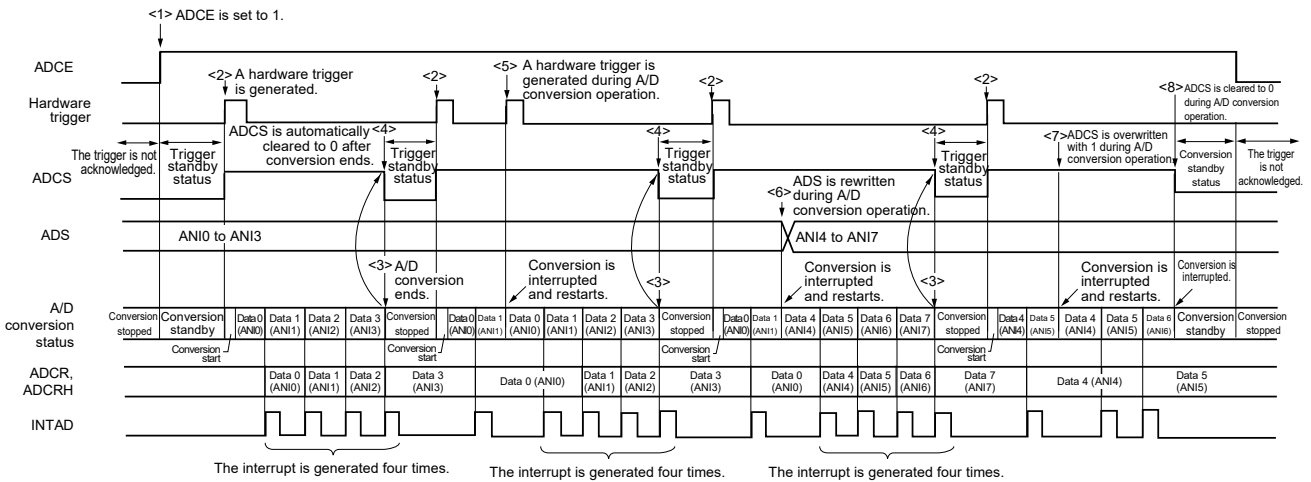 <1> ADCE is set to 1.
ADCE
<2> A hardware trigger
is generated.
<2>
<5> A hardware trigger is
generated during A/D
conversion operation.
<2>
<2>
<8> ADCS is cleared to 0
during A/D conversion
operation.
Hardware
trigger
The trigger is not
acknowledged.
Trigger
standby
status
ADCS is automatically
cleared to 0 after
conversion ends.
<4>
Trigger
standby
status
<4>
Trigger
standby
status
<4>
Trigger
standby
status
<7> ADCS is overwritten
with 1 during A/D
conversion operation.
Conversion
standby
status
The trigger
is not
acknowledged.
ADCS
<6> ADS is rewritten
during A/D
conversion operation.
ADS
ANI0 to ANI3
ANI4 to ANI7
<3> A/D
conversion
ends.
Conversion is
interrupted
and restarts.
<3>
Conversion is
interrupted
and restarts.
<3>
Conversion is
interrupted
and restarts.
Conversion is
interrupted.
A/D
conversion
status
Conversion
stopped
Conversion
standby
Data 0
(ANI0)
Data 1
(ANI1)
Data 2
(ANI2)
Data 3
(ANI3)
Conversion
stopped
Data 0
(ANI0)
Data 1
(ANI1)
Data 0
(ANI0)
Data 1
(ANI1)
Data 2
(ANI2)
Data 3
(ANI3)
Conversion
stopped
Data 0
(ANI0)
Data 1
(ANI1)
Data 4
(ANI4)
Data 5
(ANI5)
Data 6
(ANI6)
Data 7
(ANI7)
Conversion
stopped
Data 4
(ANI4)
Data 5
(ANI5)
Data 4
(ANI4)
Data 5
(ANI5)
Data 6
(ANI6)
Conversion
standby
Conversion
stopped
Conversion
start
Conversion
start
Conversion
start
Conversion
start
ADCR,
ADCRH
Data 0
(ANI0)
Data 1
(ANI1)
Data 2
(ANI2)
Data 3
(ANI3)
Data 0 (ANI0)
Data 1
(ANI1)
Data 2
(ANI2)
Data 3
(ANI3)
Data 0
(ANI0)
Data 4
(ANI4)
Data 5
(ANI5)
Data 6
(ANI6)
Data 7
(ANI7)
Data 4 (ANI4)
Data 5
(ANI5)
INTAD
The interrupt is generated four times.
The interrupt is generated four times.
The interrupt is generated four times.